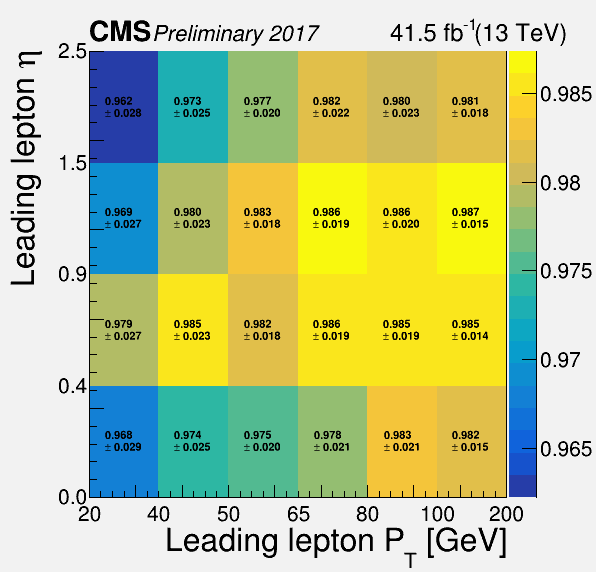 CMS Preliminary 2017 41.5 fb⁻¹(13 TeV)
Leading lepton η
2.5
0.962 0.973 0.977 0.982 0.980 0.981
± 0.028 ± 0.025 ± 0.020 ± 0.022 ± 0.023 ± 0.018
1.5
0.969 0.980 0.983 0.986 0.986 0.987
± 0.027 ± 0.023 ± 0.018 ± 0.019 ± 0.020 ± 0.015
0.9
0.979 0.985 0.982 0.986 0.985 0.985
± 0.027 ± 0.023 ± 0.018 ± 0.019 ± 0.019 ± 0.014
0.4
0.968 0.974 0.975 0.978 0.983 0.982
± 0.029 ± 0.025 ± 0.020 ± 0.021 ± 0.021 ± 0.015
0.0
20 40 50 65 80 100 200
Leading lepton P_T [GeV]
0.985
0.98
0.975
0.97
0.965